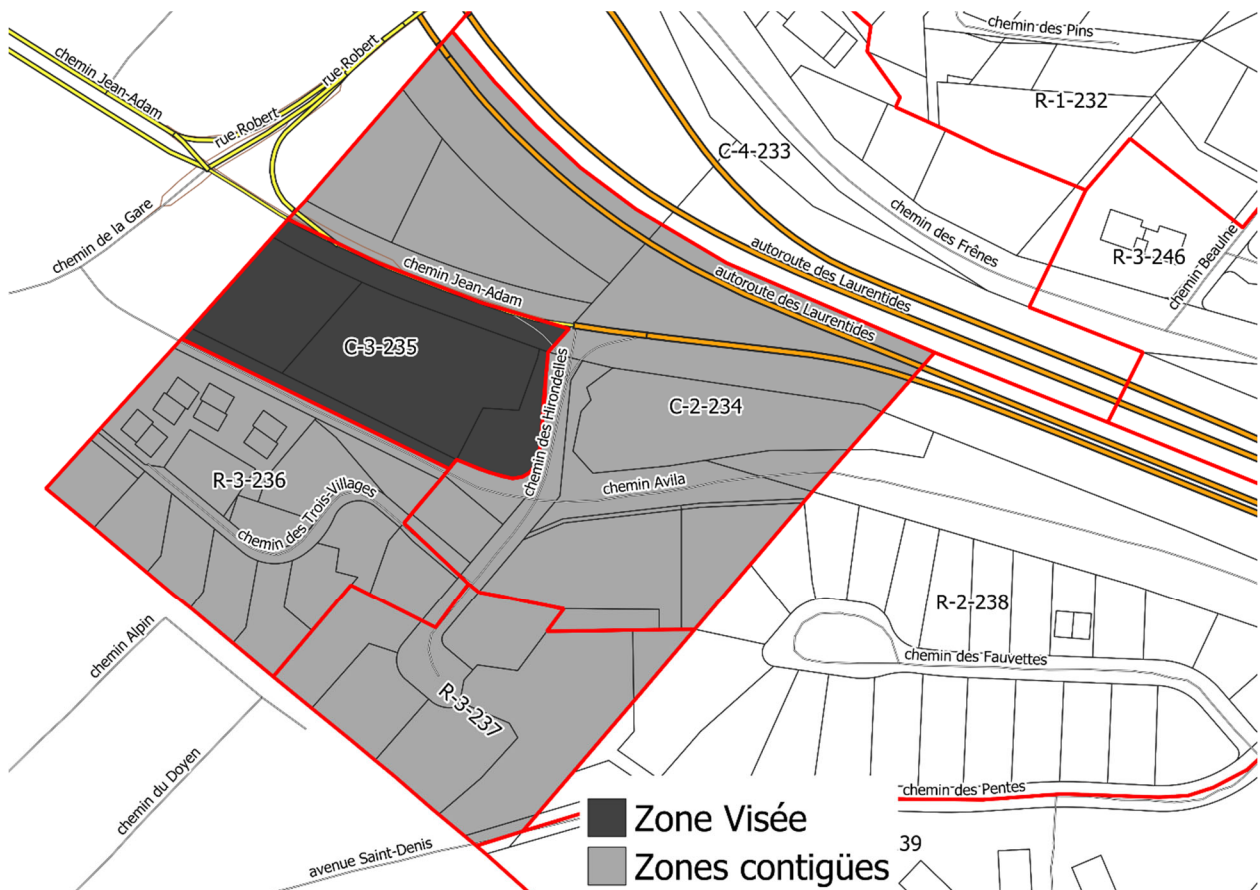 chemin des Pins
chemin Jean-Adam
rue Robert
rue Robert
R-1-232
C-4-233
chemin de la Gare
chemin des Frênes
chemin Beaulne
R-3-246
autoroute des Laurentides
autoroute des Laurentides
chemin Jean-Adam
C-3-235
chemin des Hirondelles
C-2-234
R-3-236
chemin Avila
chemin des Trois-Villages
R-2-238
chemin Alpin
chemin des Fauvettes
R-3-237
chemin du Doyen
chemin des Pentes
Zone Visée
39
avenue Saint-Denis
Zones contigües